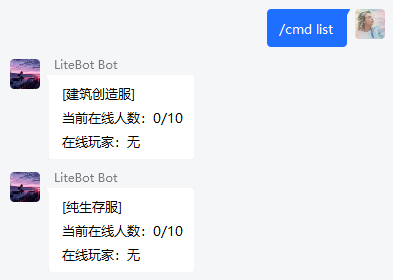 /cmd list
LiteBot Bot
[建筑创造服]
当前在线人数：0/10
在线玩家：无
LiteBot Bot
[纯生存服]
当前在线人数：0/10
在线玩家：无